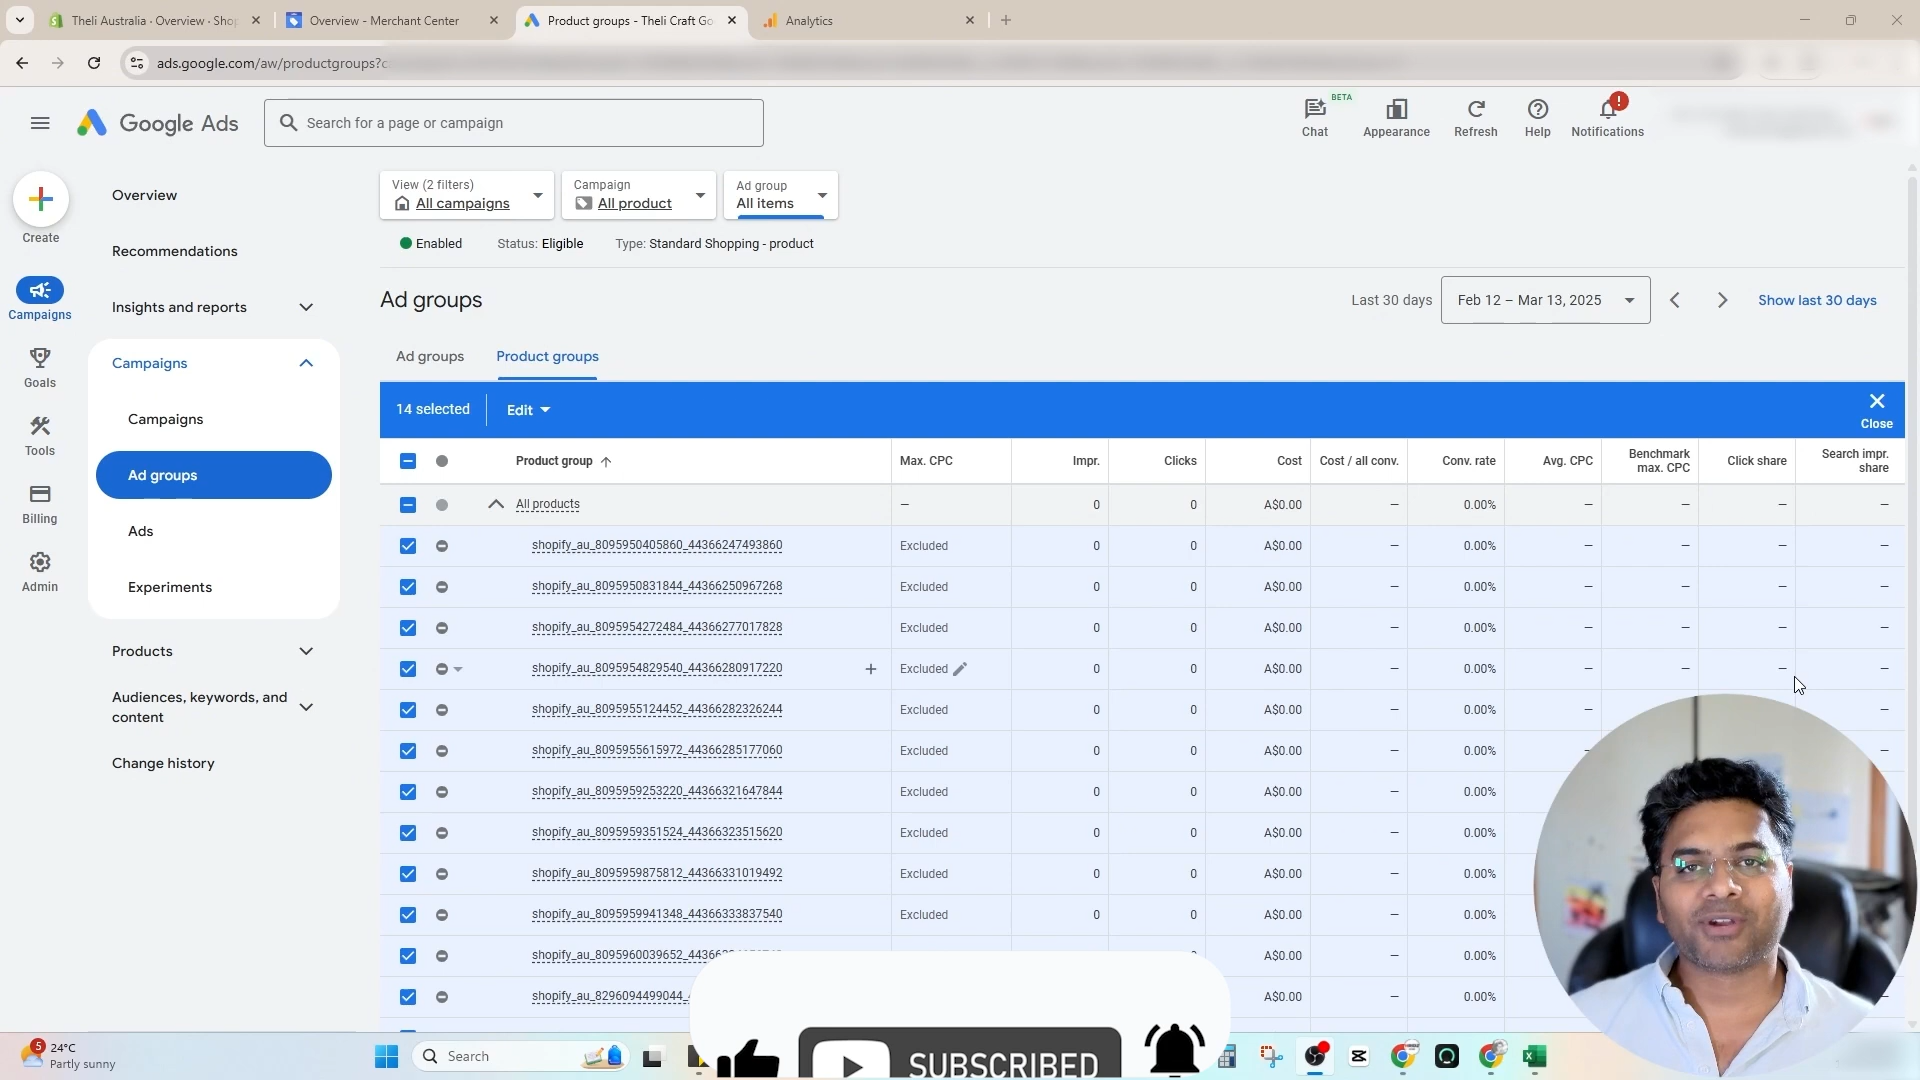 Theli Australia · Overview · Shop
Overview - Merchant Center
Product groups - Theli Craft Go
Analytics
ads.google.com/aw/productgroups?c
Google Ads
Search for a page or campaign
BETA
Chat
Appearance
Refresh
Help
!
Notifications
Create
Campaigns
Goals
Tools
Billing
Admin
Overview
Recommendations
Insights and reports
Campaigns
Campaigns
Ad groups
Ads
Experiments
Products
Audiences, keywords, and
content
Change history
View (2 filters)
All campaigns
Campaign
All product
Ad group
All items
Enabled
Status: Eligible
Type: Standard Shopping - product
Ad groups
Last 30 days
Feb 12 – Mar 13, 2025
Show last 30 days
Ad groups
Product groups
14 selected
Edit
Close
Product group Max. CPC Impr. Clicks Cost Cost / all conv. Conv. rate Avg. CPC Benchmark max. CPC Click share Search impr. share
All products — 0 0 A$0.00 — 0.00% — — — —
shopify_au_8095950405860_44366247493860 Excluded 0 0 A$0.00 — 0.00% — — — —
shopify_au_8095950831844_44366250967268 Excluded 0 0 A$0.00 — 0.00% — — — —
shopify_au_8095954272484_44366277017828 Excluded 0 0 A$0.00 — 0.00% — — — —
shopify_au_8095954829540_44366280917220 + Excluded 0 0 A$0.00 — 0.00% — — — —
shopify_au_8095955124452_44366282326244 Excluded 0 0 A$0.00 — 0.00% — —
shopify_au_8095955615972_44366285177060 Excluded 0 0 A$0.00 — 0.00% — —
shopify_au_8095959253220_44366321647844 Excluded 0 0 A$0.00 — 0.00%
shopify_au_8095959351524_44366323515620 Excluded 0 0 A$0.00 — 0.00%
shopify_au_8095959875812_44366331019492 Excluded 0 0 A$0.00 — 0.00%
shopify_au_8095959941348_44366333837540 Excluded 0 0 A$0.00 — 0.00%
shopify_au_8095960039652_44366 A$0.00 — 0.00%
shopify_au_8296094499044_ A$0.00 — 0.00%
SUBSCRIBED
5
24°C
Partly sunny
Search